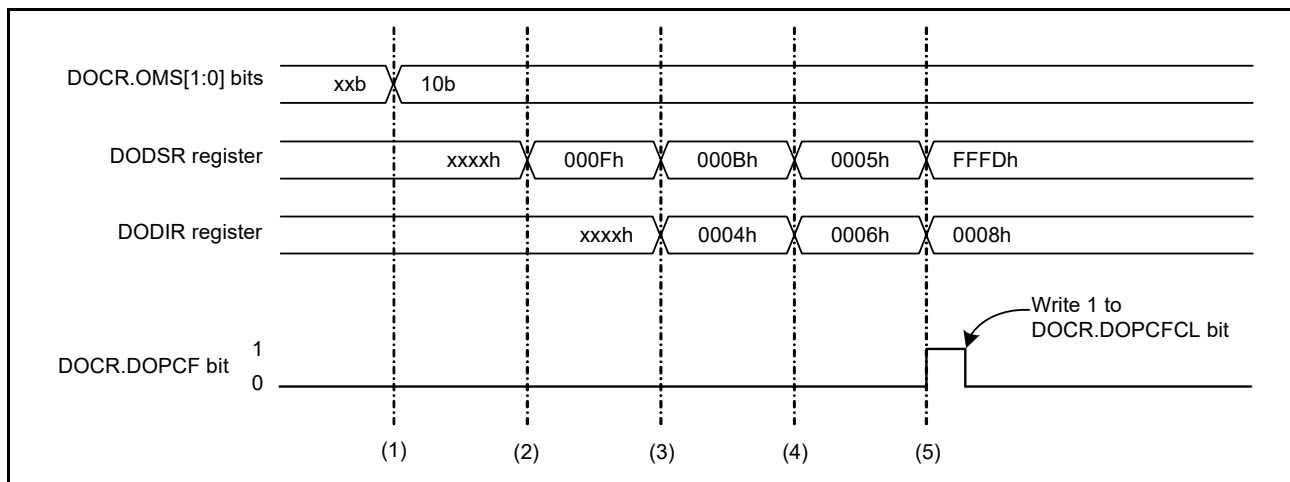 DOCR.OMS[1:0] bits xxb 10b
DODSR register xxxxh 000Fh 000Bh 0005h FFFDh
DODIR register xxxxh 0004h 0006h 0008h
Write 1 to
DOCR.DOPCFCL bit
1
DOCR.DOPCF bit
0
(1) (2) (3) (4) (5)